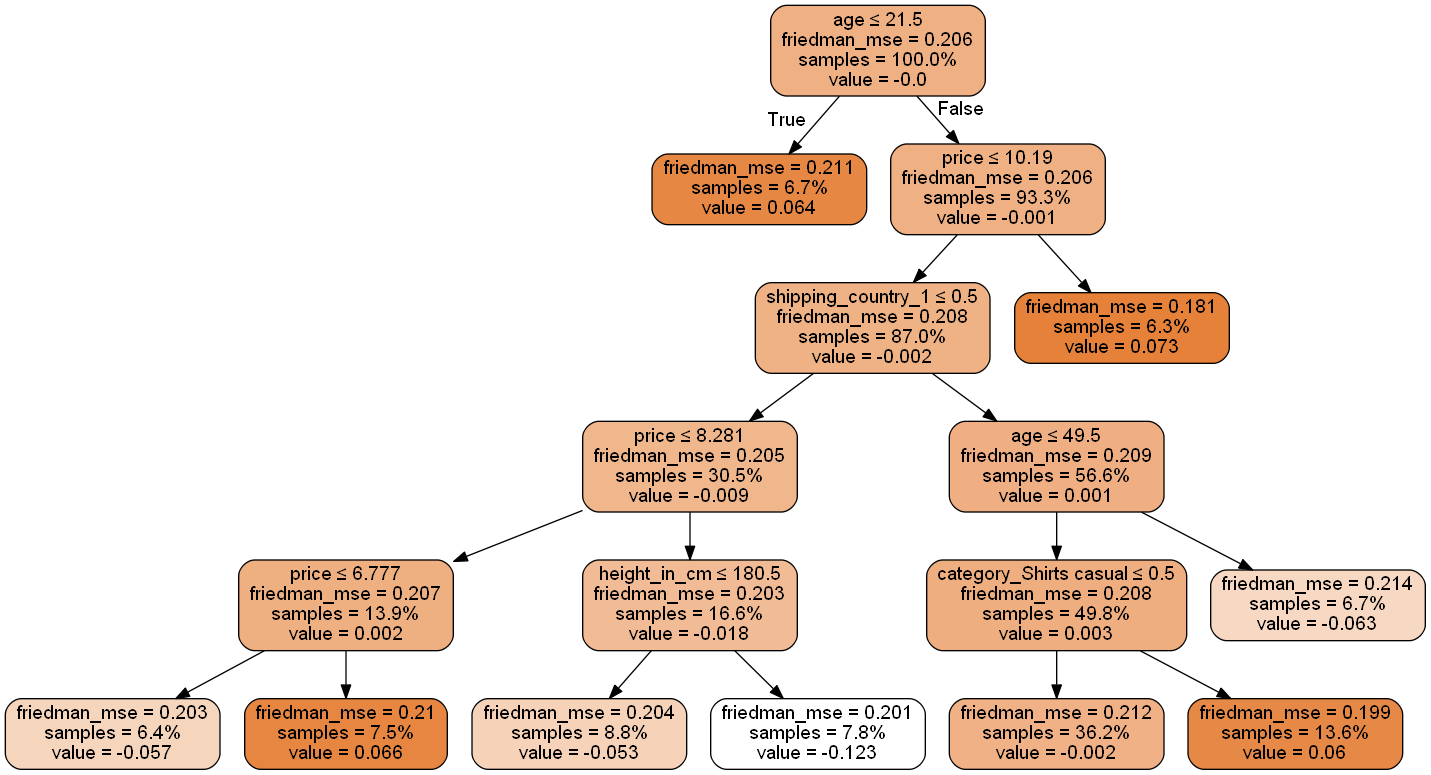 age ≤ 21.5
friedman_mse = 0.206
samples = 100.0%
value = -0.0
True
False
friedman_mse = 0.211
samples = 6.7%
value = 0.064
price ≤ 10.19
friedman_mse = 0.206
samples = 93.3%
value = -0.001
shipping_country_1 ≤ 0.5
friedman_mse = 0.208
samples = 87.0%
value = -0.002
friedman_mse = 0.181
samples = 6.3%
value = 0.073
price ≤ 8.281
friedman_mse = 0.205
samples = 30.5%
value = -0.009
age ≤ 49.5
friedman_mse = 0.209
samples = 56.6%
value = 0.001
price ≤ 6.777
friedman_mse = 0.207
samples = 13.9%
value = 0.002
height_in_cm ≤ 180.5
friedman_mse = 0.203
samples = 16.6%
value = -0.018
category_Shirts casual ≤ 0.5
friedman_mse = 0.208
samples = 49.8%
value = 0.003
friedman_mse = 0.214
samples = 6.7%
value = -0.063
friedman_mse = 0.203
samples = 6.4%
value = -0.057
friedman_mse = 0.21
samples = 7.5%
value = 0.066
friedman_mse = 0.204
samples = 8.8%
value = -0.053
friedman_mse = 0.201
samples = 7.8%
value = -0.123
friedman_mse = 0.212
samples = 36.2%
value = -0.002
friedman_mse = 0.199
samples = 13.6%
value = 0.06